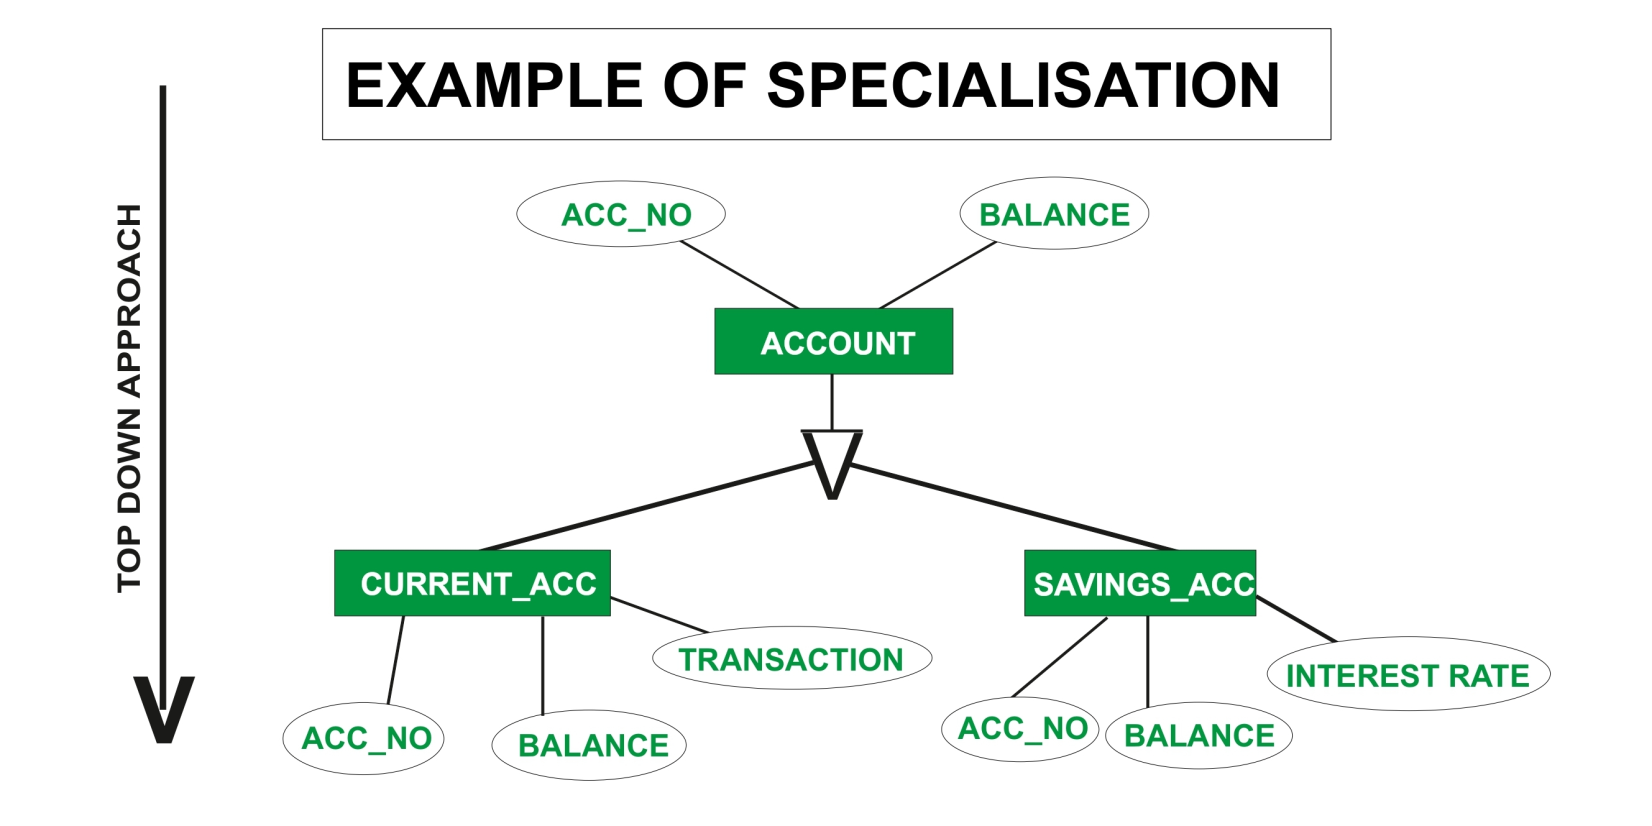 EXAMPLE OF SPECIALISATION
TOP DOWN APPROACH
ACC_NO
BALANCE
ACCOUNT
CURRENT_ACC
SAVINGS_ACC
TRANSACTION
INTEREST RATE
ACC_NO
BALANCE
ACC_NO
BALANCE